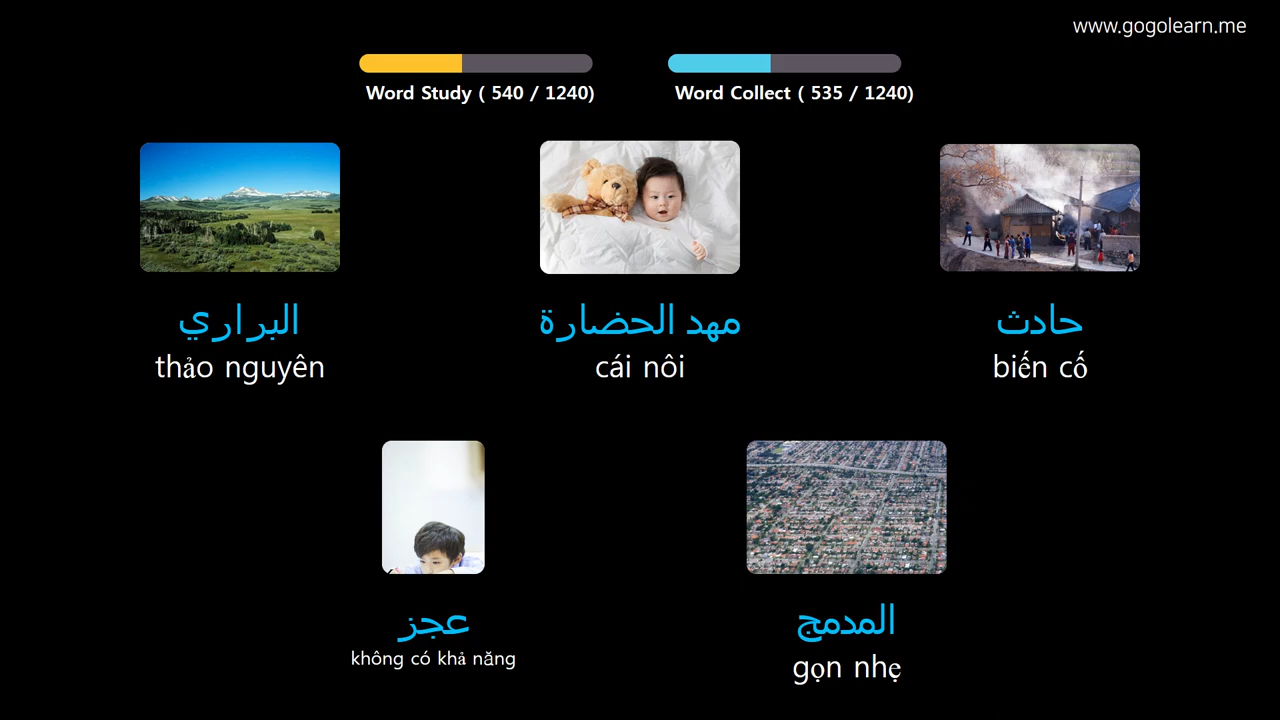 www.gogolearn.me
Word Study ( 540 / 1240)
Word Collect ( 535 / 1240)
البراري
thảo nguyên
مهد الحضارة
cái nôi
حادث
biến cố
عجز
không có khả năng
المدمج
gọn nhẹ